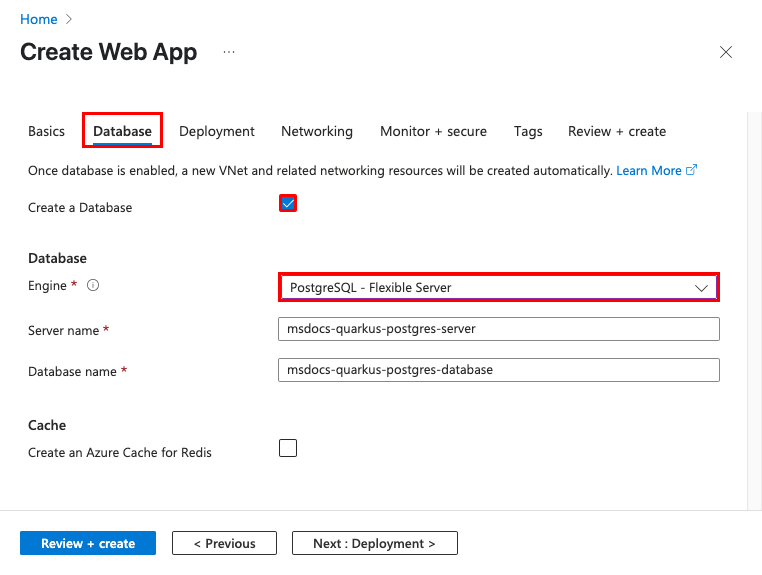 Home >
Create Web App ...
Basics Database Deployment Networking Monitor + secure Tags Review + create
Once database is enabled, a new VNet and related networking resources will be created automatically. Learn More
Create a Database
Database
Engine *
PostgreSQL - Flexible Server
Server name *
msdocs-quarkus-postgres-server
Database name *
msdocs-quarkus-postgres-database
Cache
Create an Azure Cache for Redis
Review + create < Previous Next : Deployment >